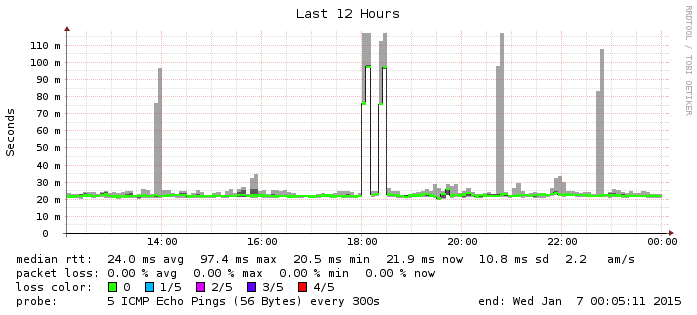 Last 12 Hours
RRDTOOL / TOBI OETIKER
Seconds
110 m
100 m
90 m
80 m
70 m
60 m
50 m
40 m
30 m
20 m
10 m
0
14:00 16:00 18:00 20:00 22:00 00:00
median rtt: 24.0 ms avg 97.4 ms max 20.5 ms min 21.9 ms now 10.8 ms sd 2.2 am/s
packet loss: 0.00 % avg 0.00 % max 0.00 % min 0.00 % now
loss color: 0 1/5 2/5 3/5 4/5
probe: 5 ICMP Echo Pings (56 Bytes) every 300s end: Wed Jan 7 00:05:11 2015